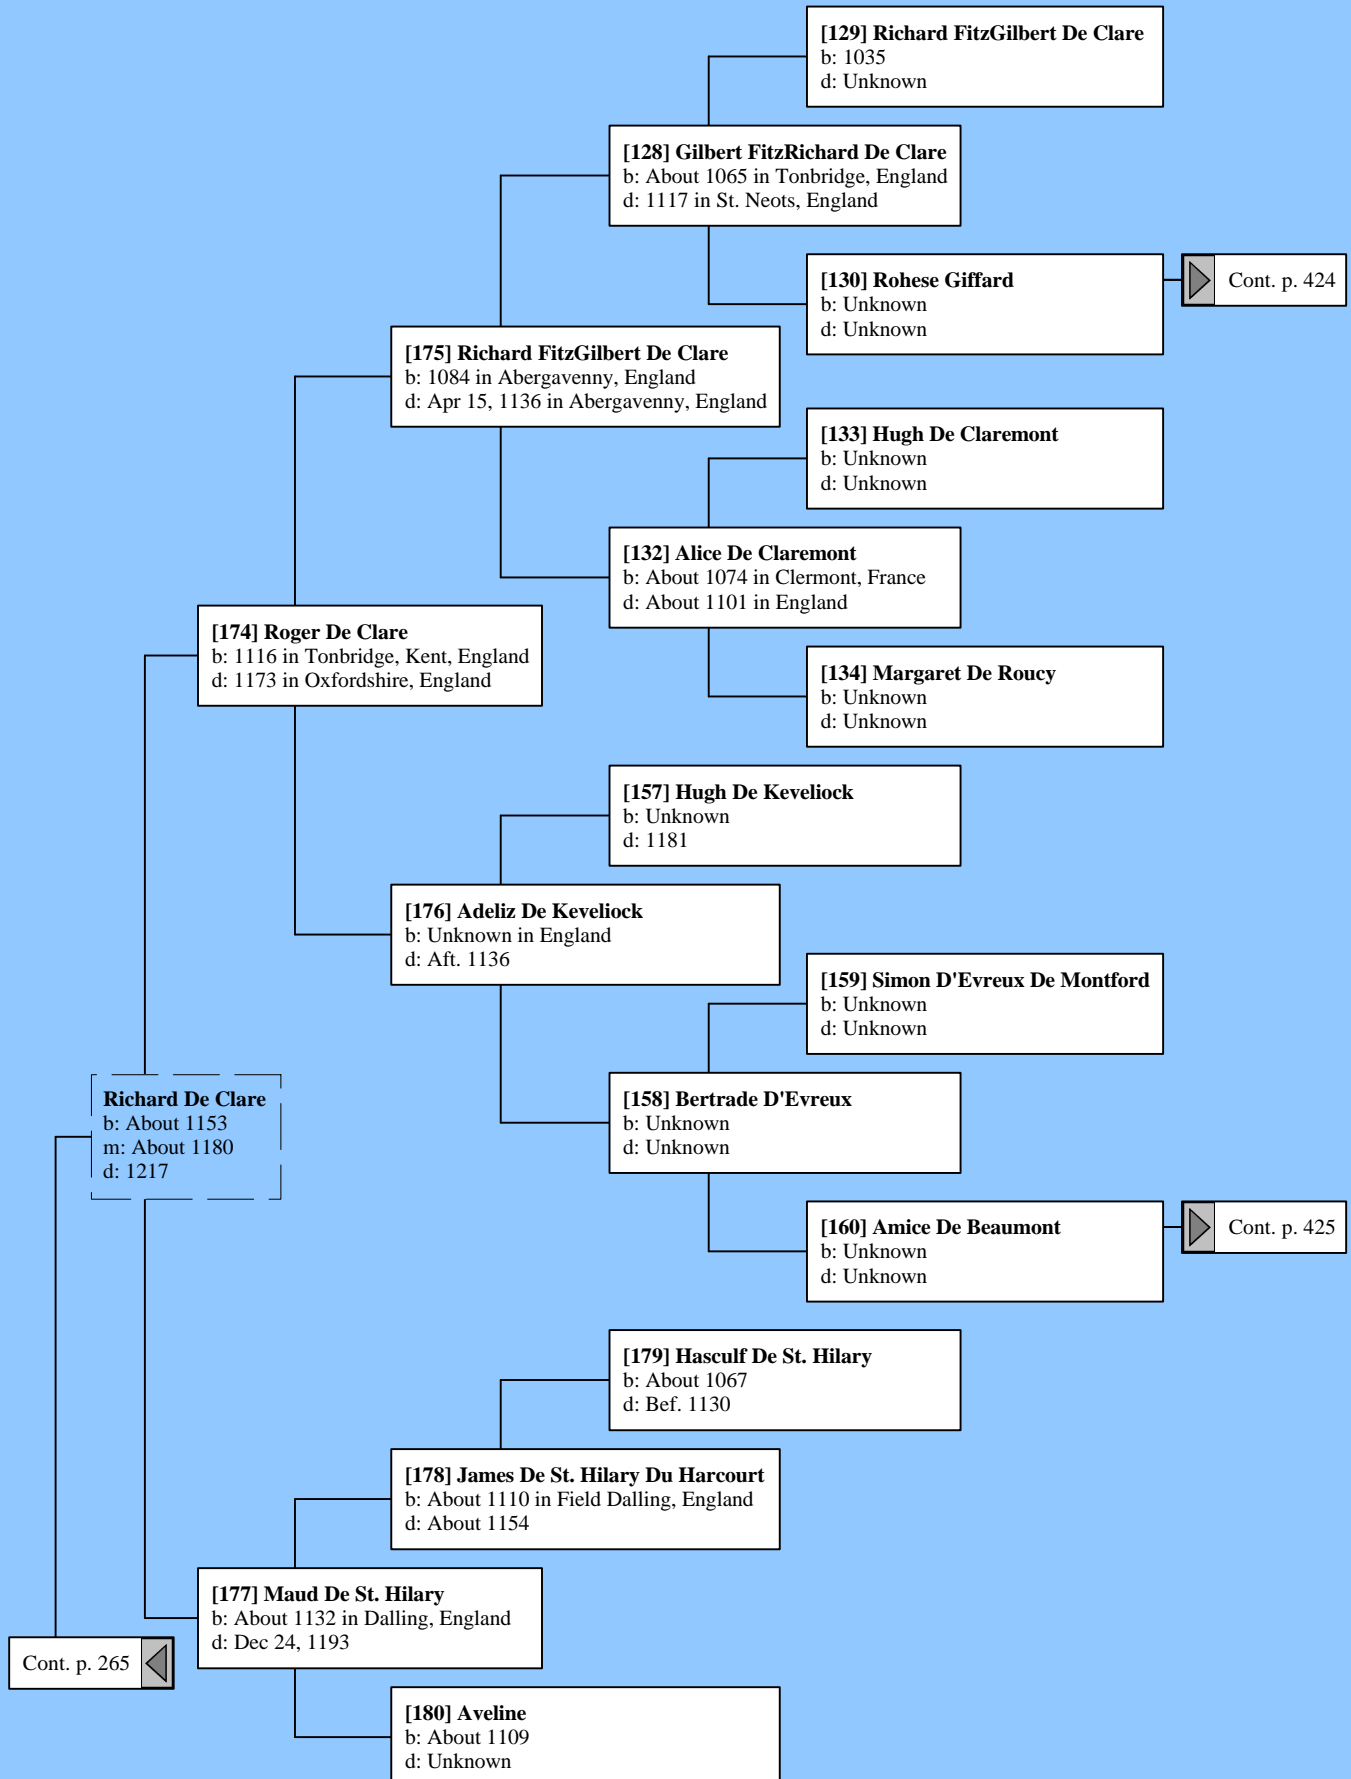 [129] Richard FitzGilbert De Clare
b: 1035
d: Unknown
[128] Gilbert FitzRichard De Clare
b: About 1065 in Tonbridge, England
d: 1117 in St. Neots, England
[130] Rohese Giffard
b: Unknown
d: Unknown
Cont. p. 424
[175] Richard FitzGilbert De Clare
b: 1084 in Abergavenny, England
d: Apr 15, 1136 in Abergavenny, England
[133] Hugh De Claremont
b: Unknown
d: Unknown
[132] Alice De Claremont
b: About 1074 in Clermont, France
d: About 1101 in England
[174] Roger De Clare
b: 1116 in Tonbridge, Kent, England
d: 1173 in Oxfordshire, England
[134] Margaret De Roucy
b: Unknown
d: Unknown
[157] Hugh De Keveliock
b: Unknown
d: 1181
[176] Adeliz De Keveliock
b: Unknown in England
d: Aft. 1136
[159] Simon D'Evreux De Montford
b: Unknown
d: Unknown
Richard De Clare
b: About 1153
m: About 1180
d: 1217
[158] Bertrade D'Evreux
b: Unknown
d: Unknown
[160] Amice De Beaumont
b: Unknown
d: Unknown
Cont. p. 425
[179] Hasculf De St. Hilary
b: About 1067
d: Bef. 1130
[178] James De St. Hilary Du Harcourt
b: About 1110 in Field Dalling, England
d: About 1154
[177] Maud De St. Hilary
b: About 1132 in Dalling, England
d: Dec 24, 1193
Cont. p. 265
[180] Aveline
b: About 1109
d: Unknown